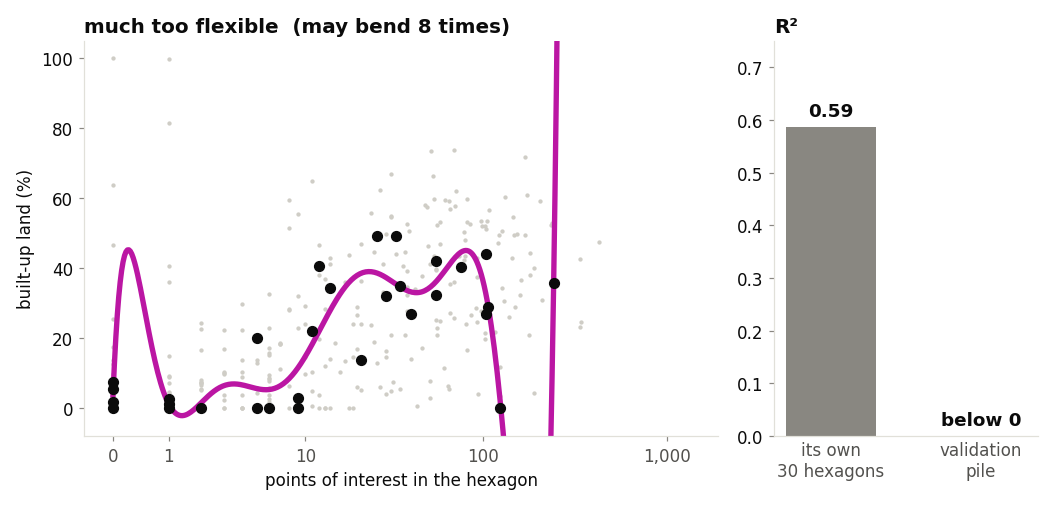 much too flexible  (may bend 8 times)
100
80
60
40
20
0
built-up land (%)
0
1
10
100
1,000
points of interest in the hexagon
R²
0.7
0.6
0.5
0.4
0.3
0.2
0.1
0.0
0.59
below 0
its own
30 hexagons
validation
pile